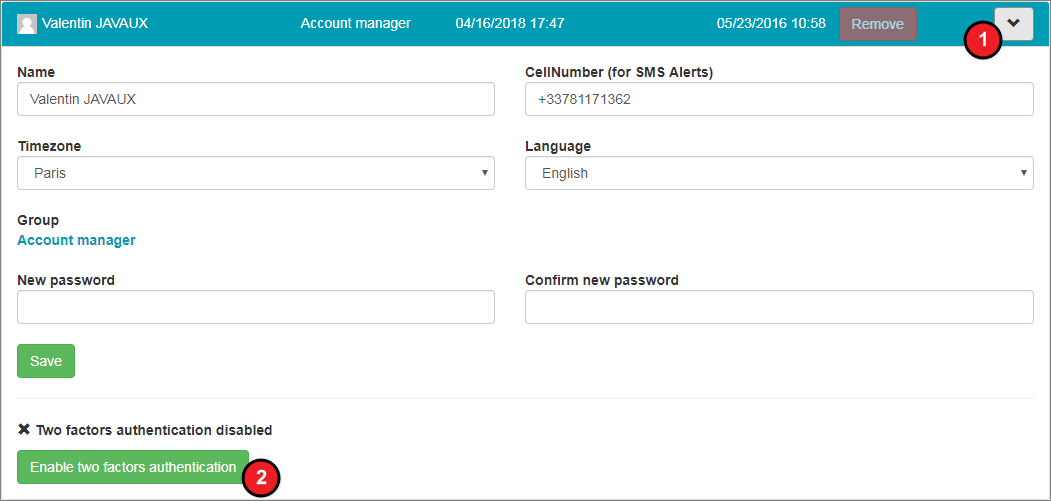 Valentin JAVAUX Account manager 04/16/2018 17:47 05/23/2016 10:58 Remove
1
Name CellNumber (for SMS Alerts)
Valentin JAVAUX +33781171362
Timezone Language
Paris English
Group
Account manager
New password Confirm new password
Save
Two factors authentication disabled
Enable two factors authentication 2